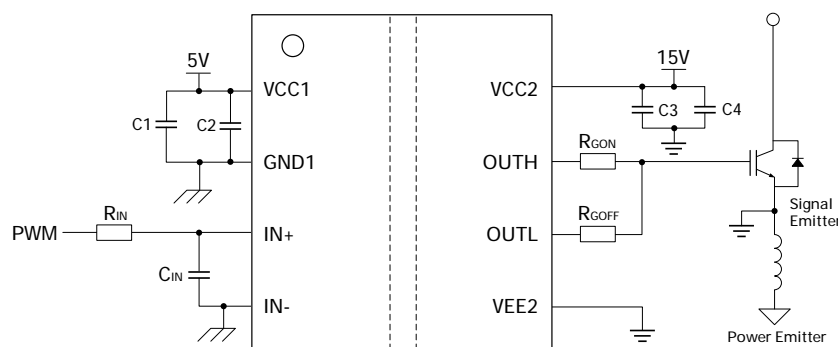 5V
15V
VCC1
VCC2
C1
C2
C3
C4
GND1
OUTH
RGON
RIN
PWM
IN+
OUTL
RGOFF
Signal
Emitter
CIN
IN-
VEE2
Power Emitter